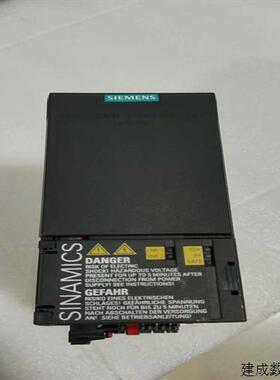 SIEMENS
SINAMICS
DANGER
RISK OF ELECTRIC
SHOCK! HAZARDOUS VOLTAGE
PRESENT FOR UP TO 5 MINUTES AFTER
DISCONNECTION FROM POWER
SUPPLY! SEE INSTRUCTIONS!
GEFAHR
RISIKO EINES ELEKTRISCHEN
SCHLAGES! GEFÄHRLICHE SPANNUNG
STEHT NOCH FÜR BIS ZU 5 MINUTEN
NACH ABSCHALTEN DER VERSORGUNG
AN! SIEHE BETRIEBSANLEITUNG!
建成数